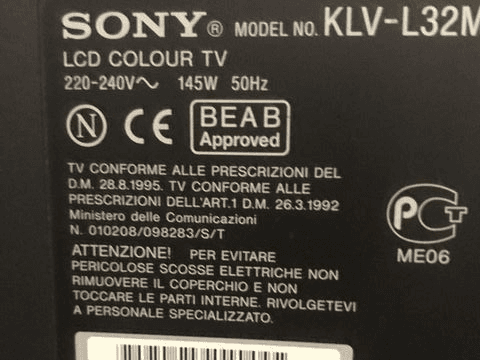 SONY® MODEL NO. KLV-L32M
LCD COLOUR TV
220-240V~ 145W 50Hz
N CE BEAB
Approved
TV CONFORME ALLE PRESCRIZIONI DEL
D.M. 28.8.1995. TV CONFORME ALLE
PRESCRIZIONI DELL'ART.1 D.M. 26.3.1992
Ministero delle Comunicazioni
N. 010208/098283/S/T
PCT
ME06
ATTENZIONE! PER EVITARE
PERICOLOSE SCOSSE ELETTRICHE NON
RIMUOVERE IL COPERCHIO E NON
TOCCARE LE PARTI INTERNE. RIVOLGETEVI
A PERSONALE SPECIALIZZATO.